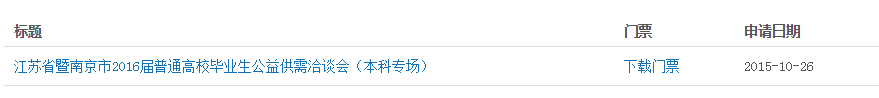 标题 门票 申请日期
江苏省暨南京市2016届普通高校毕业生公益供需洽谈会（本科专场） 下载门票 2015-10-26